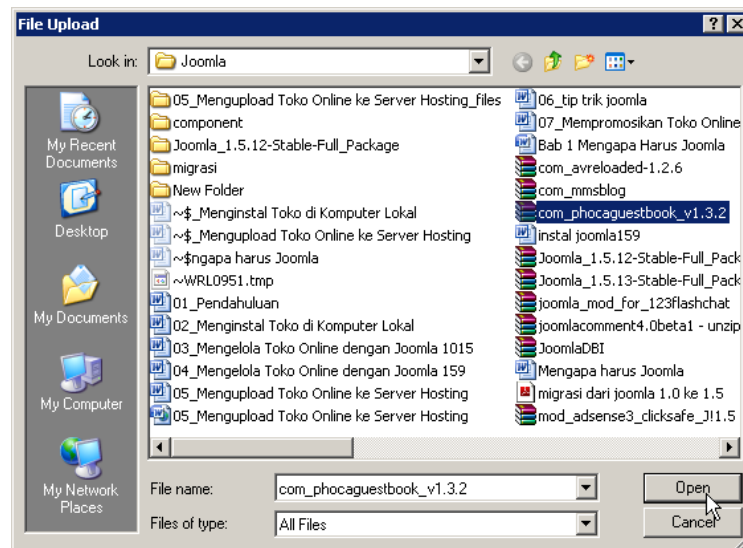 File Upload
Look in:
Joomla
My Recent
Documents
Desktop
My Documents
My Computer
My Network
Places
05_Mengupload Toko Online ke Server Hosting_files
component
Joomla_1.5.12-Stable-Full_Package
migrasi
New Folder
~$_Menginstal Toko di Komputer Lokal
~$_Mengupload Toko Online ke Server Hosting
~$ngapa harus Joomla
~WRL0951.tmp
01_Pendahuluan
02_Menginstal Toko di Komputer Lokal
03_Mengelola Toko Online dengan Joomla 1015
04_Mengelola Toko Online dengan Joomla 159
05_Mengupload Toko Online ke Server Hosting
05_Mengupload Toko Online ke Server Hosting
06_tip trik joomla
07_Mempromosikan Toko Online
Bab 1 Mengapa Harus Joomla
com_avreloaded-1.2.6
com_mmsblog
com_phocaguestbook_v1.3.2
instal joomla159
Joomla_1.5.12-Stable-Full_Pack
Joomla_1.5.13-Stable-Full_Pack
joomla_mod_for_123flashchat
joomlacomment4.0beta1 - unzip
JoomlaDBI
Mengapa harus Joomla
migrasi dari joomla 1.0 ke 1.5
mod_adsense3_clicksafe_J!1.5
File name:
com_phocaguestbook_v1.3.2
Open
Files of type:
All Files
Cancel